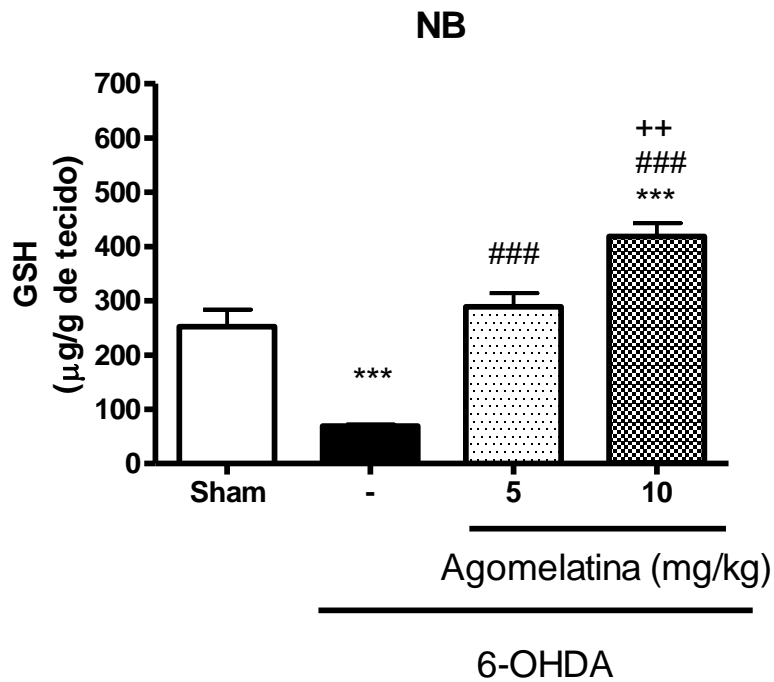 NB
GSH
(μg/g de tecido)
700
600
500
400
300
200
100
0
***
###
++
###
***
Sham - 5 10
Agomelatina (mg/kg)
6-OHDA